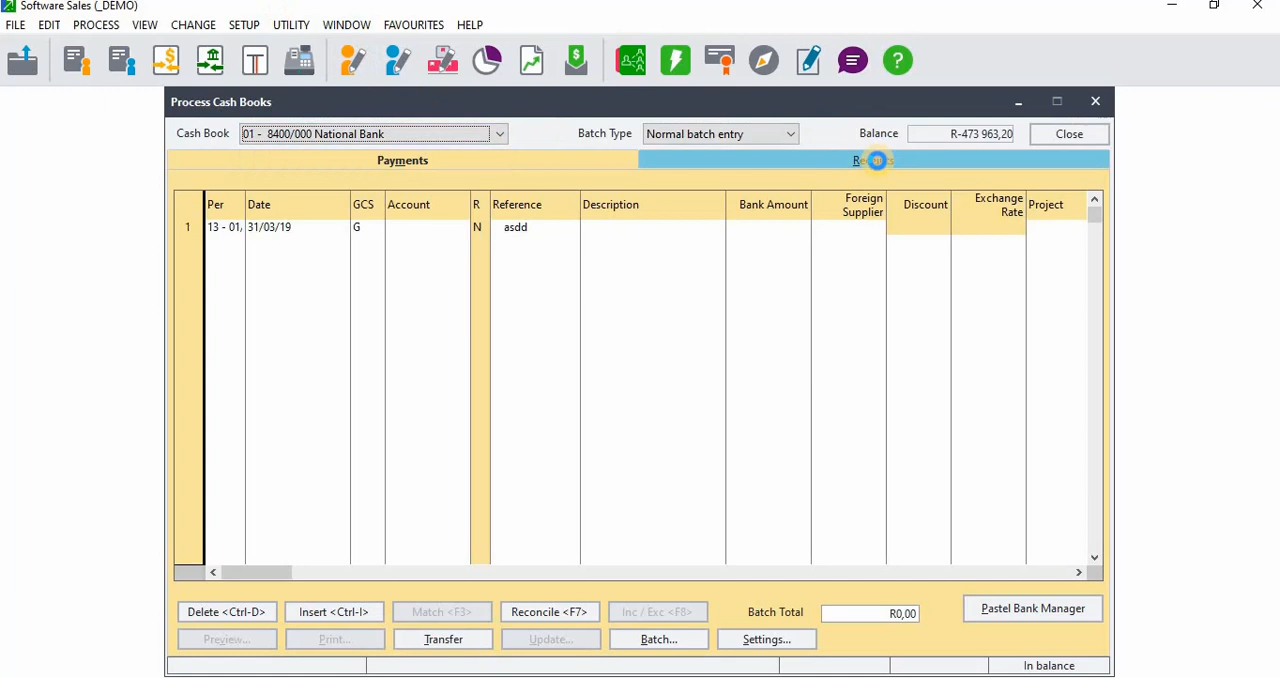 Software Sales (_DEMO)
FILE EDIT PROCESS VIEW CHANGE SETUP UTILITY WINDOW FAVOURITES HELP
Process Cash Books
Cash Book 01 - 8400/000 National Bank Batch Type Normal batch entry Balance R-473 963,20 Close
Payments
Per Date GCS Account R Reference Description Bank Amount Foreign Supplier Discount Exchange Rate Project
1 13 - 01/ 31/03/19 G N asdd
Delete <Ctrl-D> Insert <Ctrl-I> Match <F3> Reconcile <F7> Inc / Exc <F8> Batch Total R0,00 Pastel Bank Manager
Preview... Print... Transfer Update... Batch... Settings...
In balance